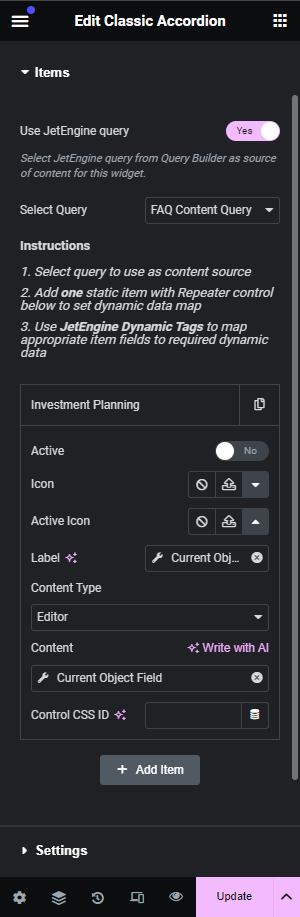 Edit Classic Accordion
Items
Use JetEngine query
Yes
Select JetEngine query from Query Builder as source
of content for this widget.
Select Query
FAQ Content Query
Instructions
1. Select query to use as content source
2. Add one static item with Repeater control
below to set dynamic data map
3. Use JetEngine Dynamic Tags to map
appropriate item fields to required dynamic
data
Investment Planning
Active
No
Icon
Active Icon
Label
Current Obj...
Content Type
Editor
Content
Write with AI
Current Object Field
Control CSS ID
+ Add Item
Settings
Update